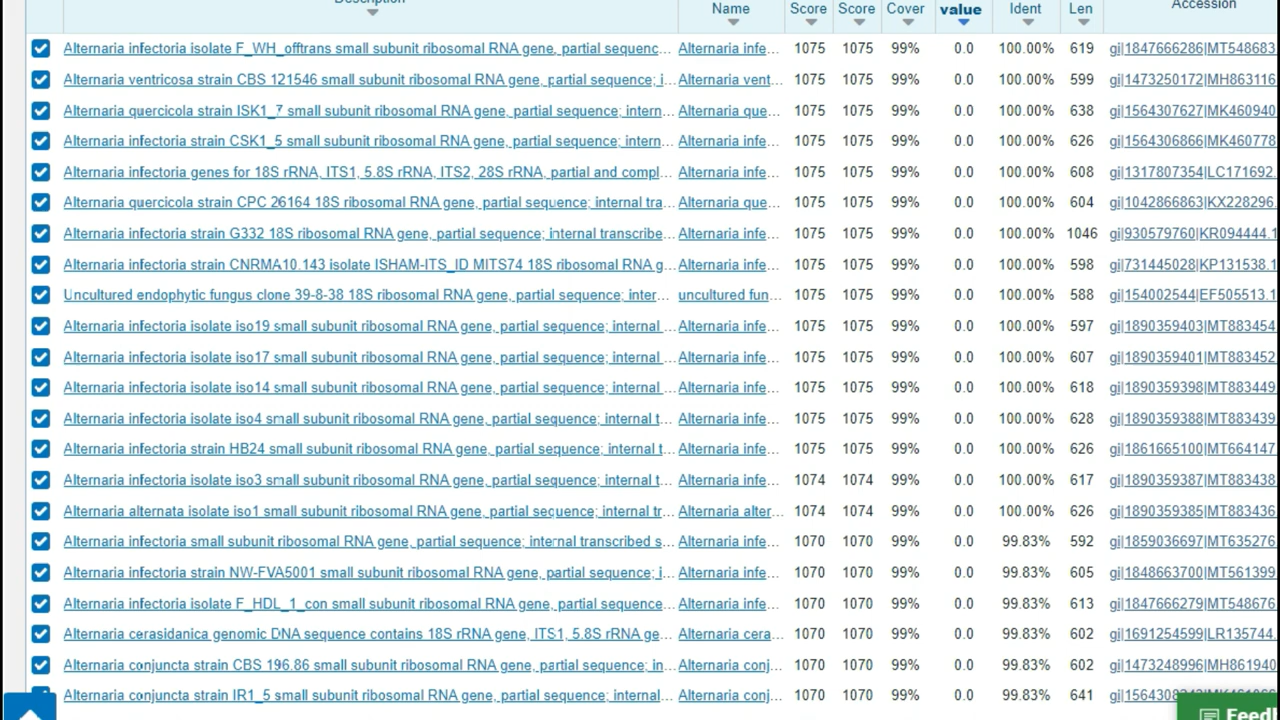 Description Name Score Score Cover value Ident Len Accession
Alternaria infectoria isolate F_WH_offtrans small subunit ribosomal RNA gene, partial sequenc... Alternaria infe... 1075 1075 99% 0.0 100.00% 619 gi|1847666286|MT548683
Alternaria ventricosa strain CBS 121546 small subunit ribosomal RNA gene, partial sequence; i... Alternaria vent... 1075 1075 99% 0.0 100.00% 599 gi|1473250172|MH863116
Alternaria quercicola strain ISK1_7 small subunit ribosomal RNA gene, partial sequence; intern... Alternaria que... 1075 1075 99% 0.0 100.00% 638 gi|1564307627|MK460940
Alternaria infectoria strain CSK1_5 small subunit ribosomal RNA gene, partial sequence; intern... Alternaria infe... 1075 1075 99% 0.0 100.00% 626 gi|1564306866|MK460778
Alternaria infectoria genes for 18S rRNA, ITS1, 5.8S rRNA, ITS2, 28S rRNA, partial and compl... Alternaria infe... 1075 1075 99% 0.0 100.00% 608 gi|1317807354|LC171692.
Alternaria quercicola strain CPC 26164 18S ribosomal RNA gene, partial sequence; internal tra... Alternaria que... 1075 1075 99% 0.0 100.00% 604 gi|1042866863|KX228296.
Alternaria infectoria strain G332 18S ribosomal RNA gene, partial sequence; internal transcribe... Alternaria infe... 1075 1075 99% 0.0 100.00% 1046 gi|930579760|KR094444.1
Alternaria infectoria strain CNRMA10.143 isolate ISHAM-ITS_ID MITS74 18S ribosomal RNA g... Alternaria infe... 1075 1075 99% 0.0 100.00% 598 gi|731445028|KP131538.1
Uncultured endophytic fungus clone 39-8-38 18S ribosomal RNA gene, partial sequence; inter... uncultured fun... 1075 1075 99% 0.0 100.00% 588 gi|154002544|EF505513.1
Alternaria infectoria isolate iso19 small subunit ribosomal RNA gene, partial sequence; internal ... Alternaria infe... 1075 1075 99% 0.0 100.00% 597 gi|1890359403|MT883454
Alternaria infectoria isolate iso17 small subunit ribosomal RNA gene, partial sequence; internal ... Alternaria infe... 1075 1075 99% 0.0 100.00% 607 gi|1890359401|MT883452
Alternaria infectoria isolate iso14 small subunit ribosomal RNA gene, partial sequence; internal ... Alternaria infe... 1075 1075 99% 0.0 100.00% 618 gi|1890359398|MT883449
Alternaria infectoria isolate iso4 small subunit ribosomal RNA gene, partial sequence; internal t... Alternaria infe... 1075 1075 99% 0.0 100.00% 628 gi|1890359388|MT883439
Alternaria infectoria strain HB24 small subunit ribosomal RNA gene, partial sequence; internal t... Alternaria infe... 1075 1075 99% 0.0 100.00% 626 gi|1861665100|MT664147
Alternaria infectoria isolate iso3 small subunit ribosomal RNA gene, partial sequence; internal t... Alternaria infe... 1074 1074 99% 0.0 100.00% 617 gi|1890359387|MT883438
Alternaria alternata isolate iso1 small subunit ribosomal RNA gene, partial sequence; internal tr... Alternaria alter... 1074 1074 99% 0.0 100.00% 626 gi|1890359385|MT883436
Alternaria infectoria small subunit ribosomal RNA gene, partial sequence; internal transcribed s... Alternaria infe... 1070 1070 99% 0.0 99.83% 592 gi|1859036697|MT635276
Alternaria infectoria strain NW-FVA5001 small subunit ribosomal RNA gene, partial sequence; i... Alternaria infe... 1070 1070 99% 0.0 99.83% 605 gi|1848663700|MT561399
Alternaria infectoria isolate F_HDL_1_con small subunit ribosomal RNA gene, partial sequence... Alternaria infe... 1070 1070 99% 0.0 99.83% 613 gi|1847666279|MT548676
Alternaria cerasidanica genomic DNA sequence contains 18S rRNA gene, ITS1, 5.8S rRNA ge... Alternaria cera... 1070 1070 99% 0.0 99.83% 602 gi|1691254599|LR135744.
Alternaria conjuncta strain CBS 196.86 small subunit ribosomal RNA gene, partial sequence; in... Alternaria conj... 1070 1070 99% 0.0 99.83% 602 gi|1473248996|MH861940
Alternaria conjuncta strain IR1_5 small subunit ribosomal RNA gene, partial sequence; internal... Alternaria conj... 1070 1070 99% 0.0 99.83% 641